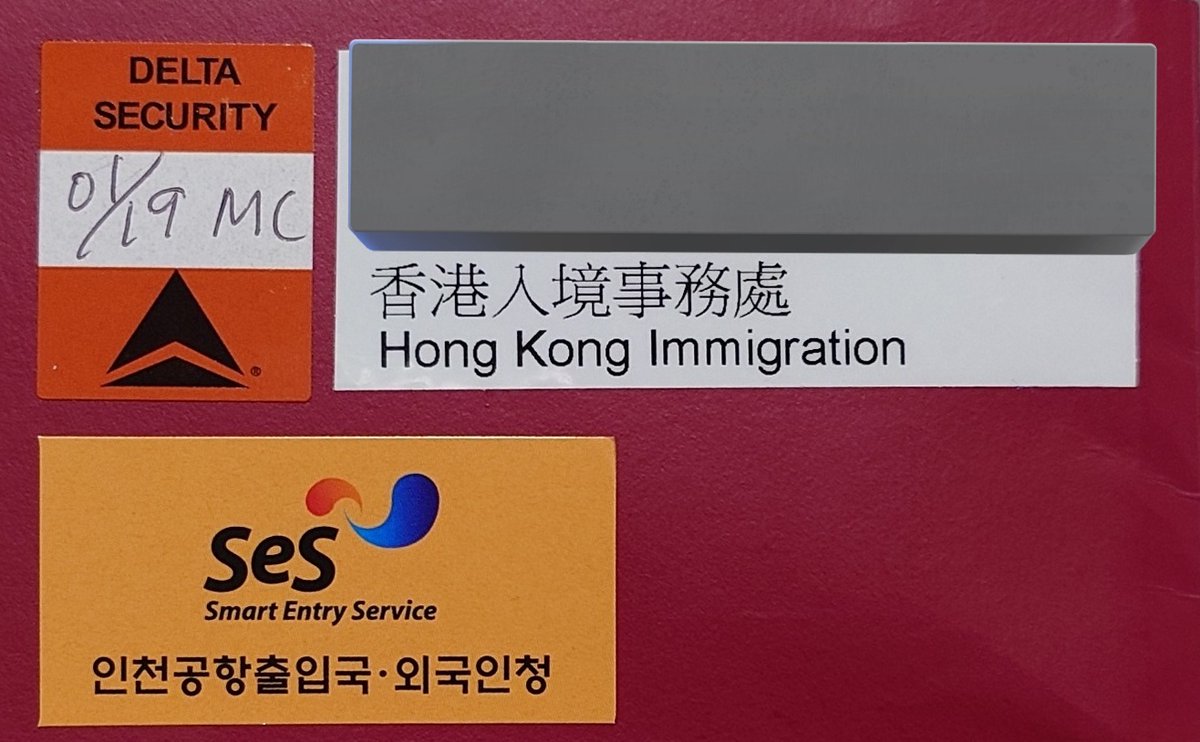 DELTA
SECURITY
01/19 MC
®
香港入境事務處
Hong Kong Immigration
SeS
Smart Entry Service
인천공항출입국·외국인청